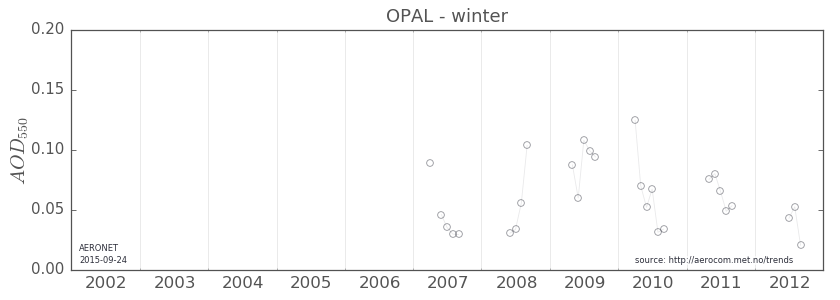 OPAL - winter
0.20
0.15
0.10
0.05
0.00
AOD550
AERONET
2015-09-24
source: http://aerocom.met.no/trends
2002 2003 2004 2005 2006 2007 2008 2009 2010 2011 2012